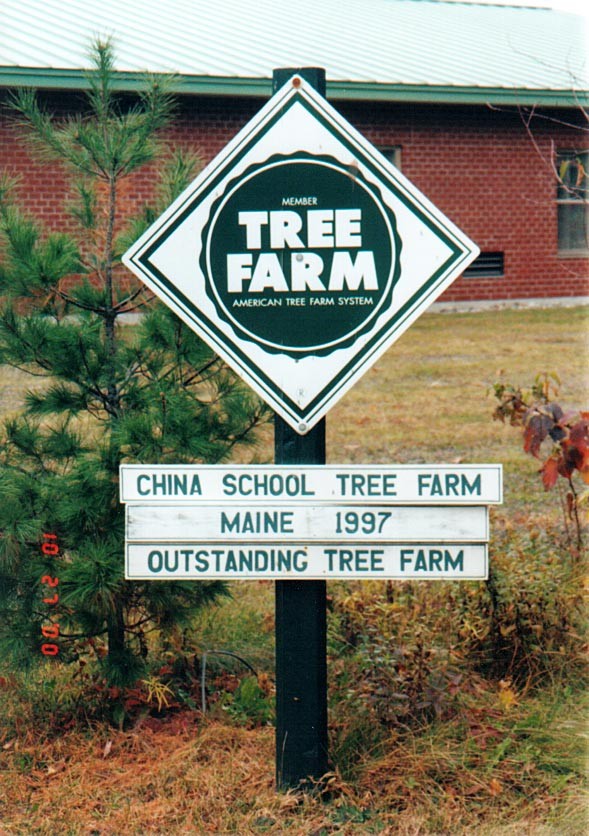 MEMBER
TREE
FARM
AMERICAN TREE FARM SYSTEM
R
CHINA SCHOOL TREE FARM
MAINE 1997
OUTSTANDING TREE FARM